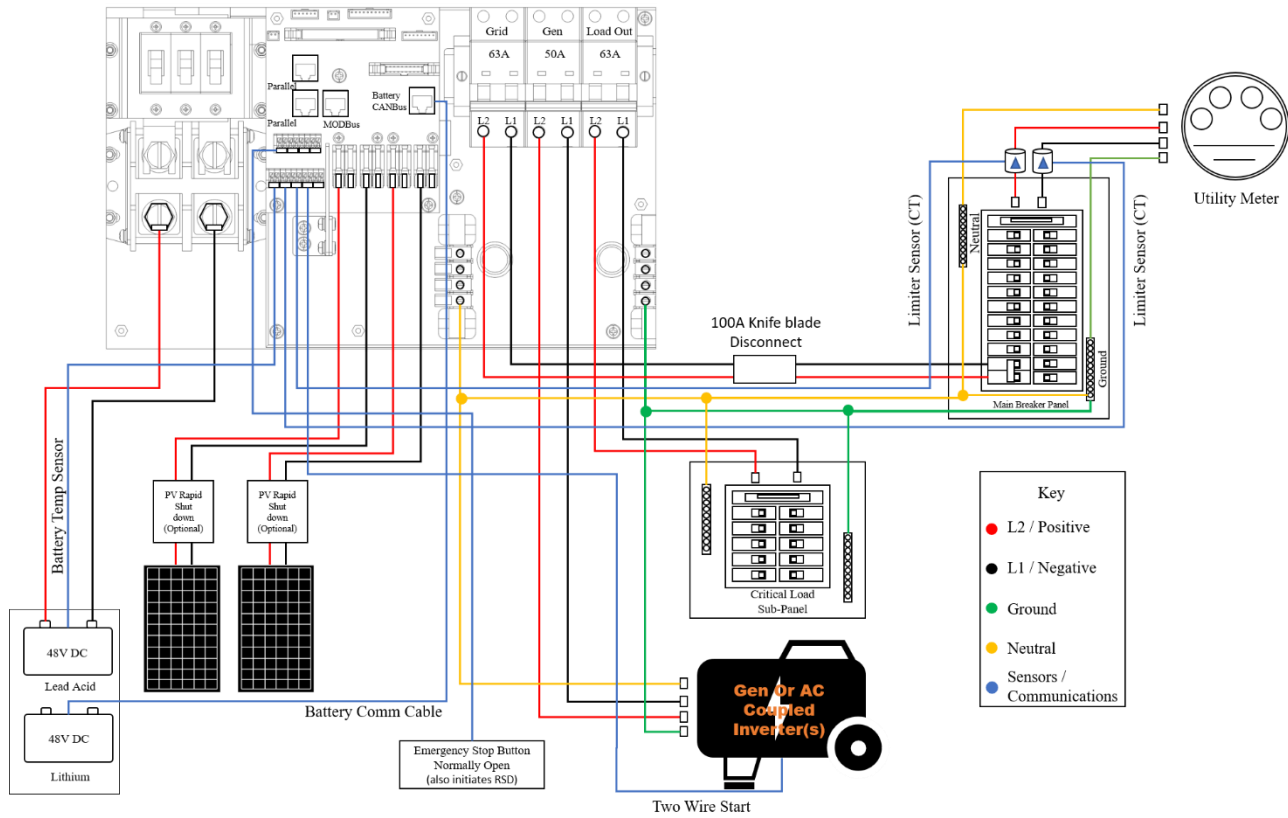 Grid
Gen
Load Out
63A
50A
63A
Parallel
Parallel
MODBus
Battery
CANBus
L2
L1
L2
L1
L2
L1
Utility Meter
Limiter Sensor (CT)
Neutral
Limiter Sensor (CT)
Ground
Main Breaker Panel
100A Knife blade
Disconnect
Battery Temp Sensor
PV Rapid
Shut
down
(Optional)
PV Rapid
Shut
down
(Optional)
Critical Load
Sub-Panel
48V DC
Lead Acid
48V DC
Lithium
Battery Comm Cable
Emergency Stop Button
Normally Open
(also initiates RSD)
Gen Or AC
Coupled
Inverter(s)
Two Wire Start
Key
L2 / Positive
L1 / Negative
Ground
Neutral
Sensors /
Communications